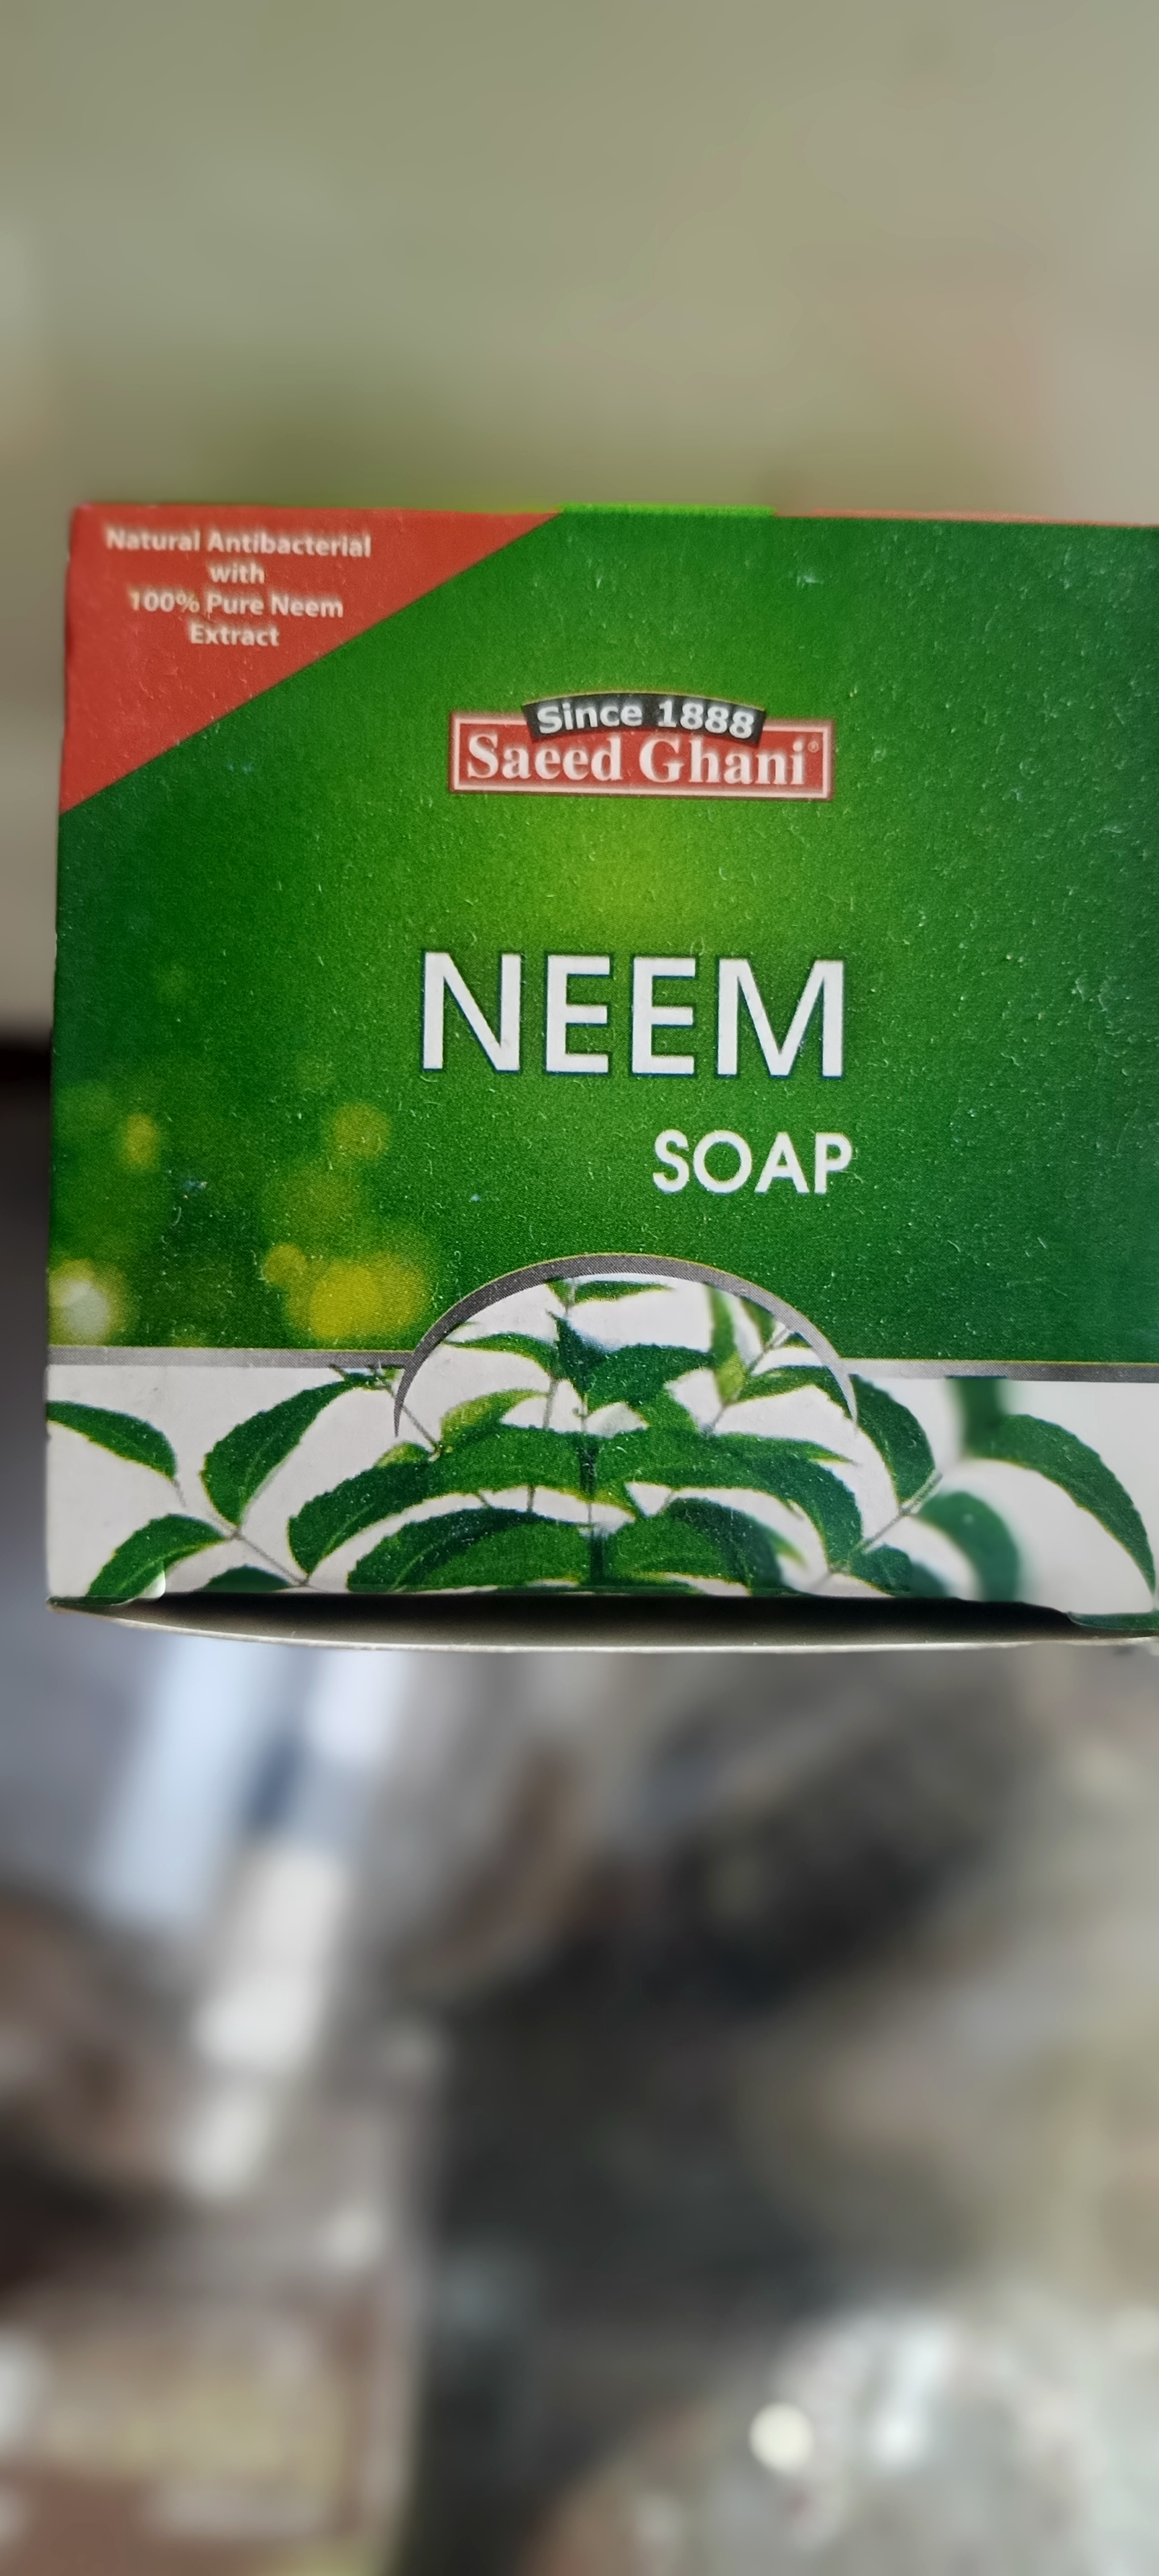 Natural Antibacterial
with
100% Pure Neem
Extract
Since 1888
Saeed Ghani®
NEEM
SOAP